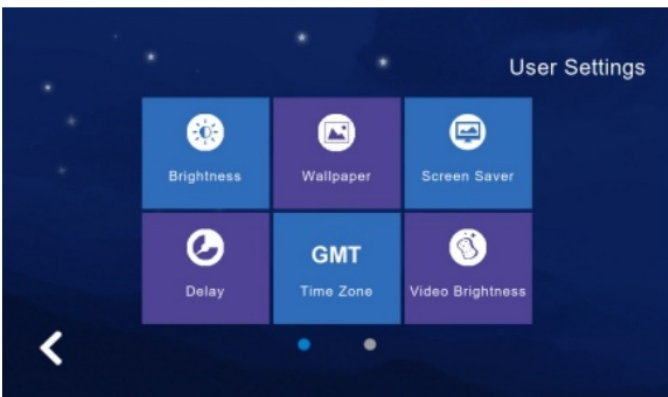 User Settings
Brightness
Wallpaper
Screen Saver
Delay
GMT
Time Zone
Video Brightness